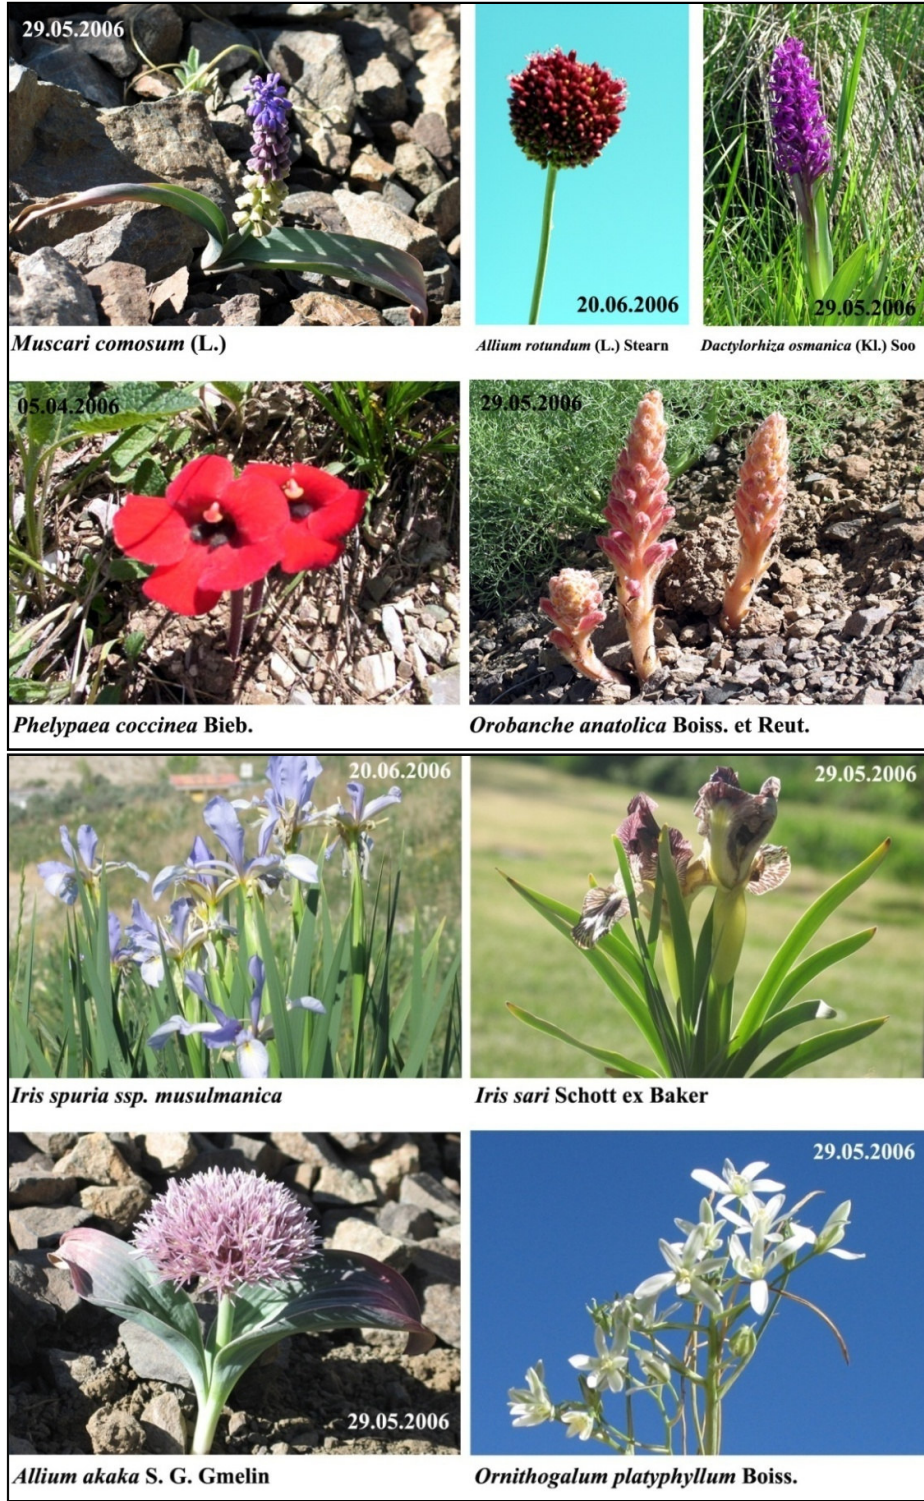 29.05.2006
20.06.2006
29.05.2006
Muscari comosum (L.)
Allium rotundum (L.) Stearn
Dactylorhiza osmanica (Kl.) Soo
05.04.2006
29.05.2006
Phelypaea coccinea Bieb.
Orobanche anatolica Boiss. et Reut.
20.06.2006
29.05.2006
Iris spuria ssp. musulmanica
Iris sari Schott ex Baker
29.05.2006
29.05.2006
Allium akaka S. G. Gmelin
Ornithogalum platyphyllum Boiss.